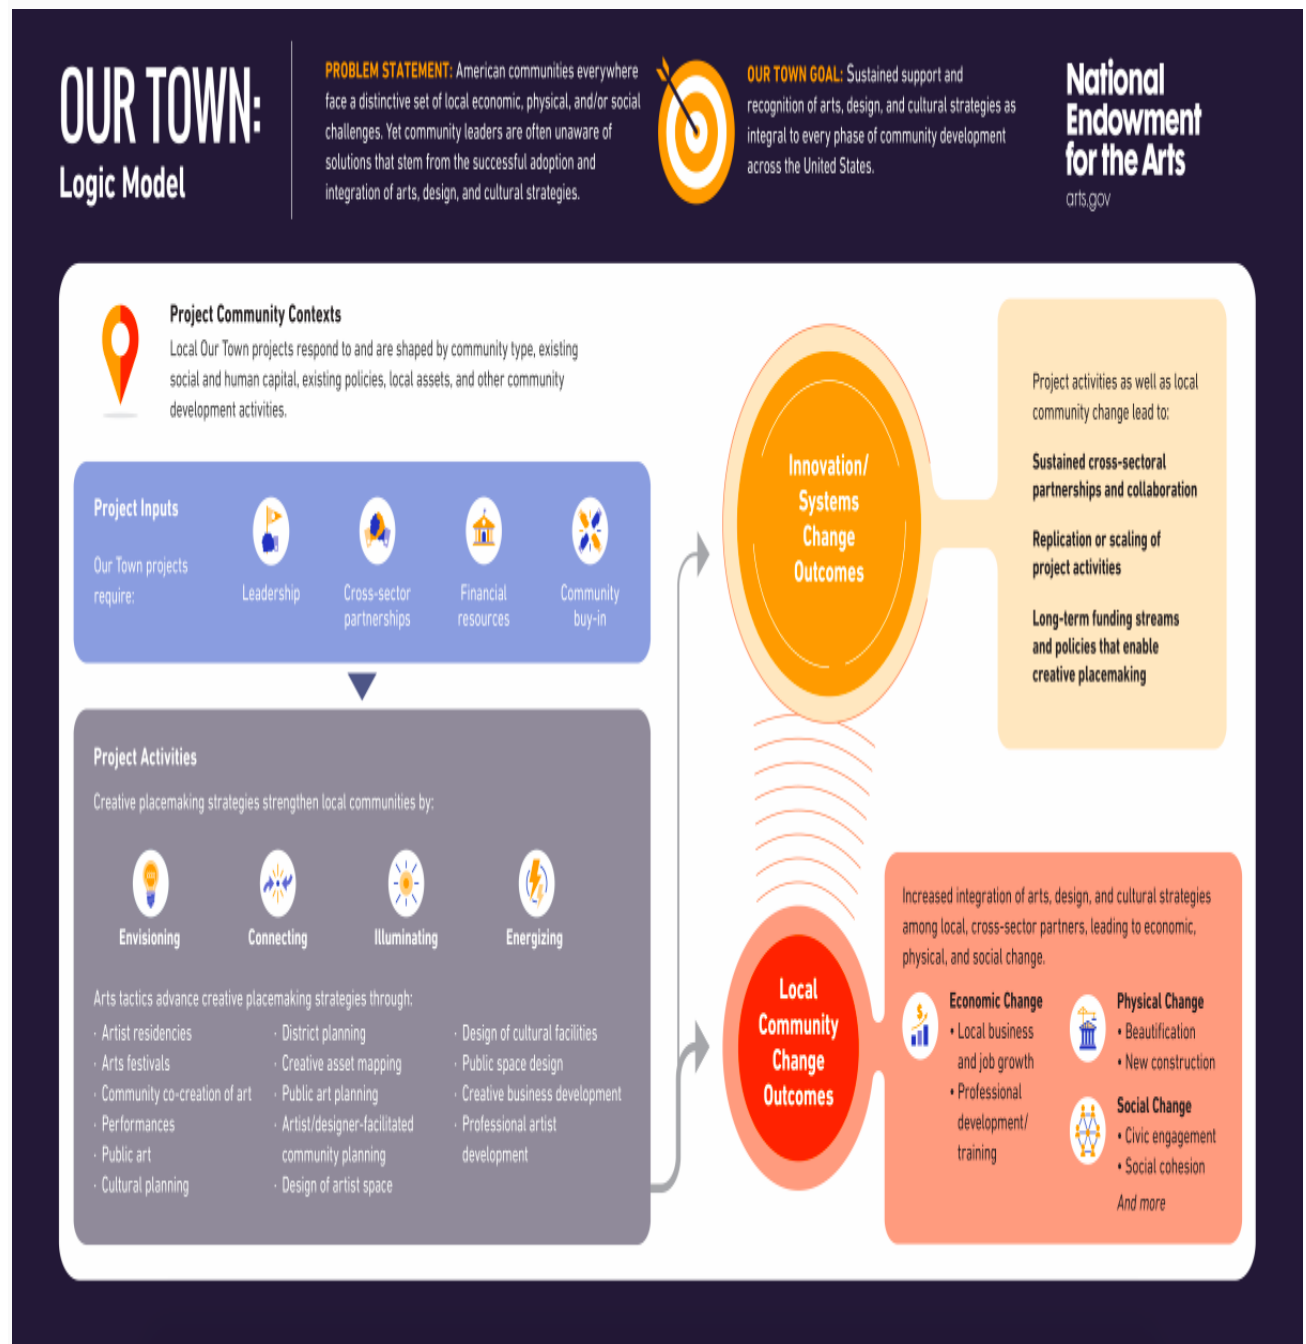 OUR TOWN:
Logic Model
PROBLEM STATEMENT: American communities everywhere
face a distinctive set of local economic, physical, and/or social
challenges. Yet community leaders are often unaware of
solutions that stem from the successful adoption and
integration of arts, design, and cultural strategies.
OUR TOWN GOAL: Sustained support and
recognition of arts, design, and cultural strategies as
integral to every phase of community development
across the United States.
National
Endowment
for the Arts
arts.gov
Project Community Contexts
Local Our Town projects respond to and are shaped by community type, existing
social and human capital, existing policies, local assets, and other community
development activities.
Project Inputs
Our Town projects
require:
Leadership
Cross-sector
partnerships
Financial
resources
Community
buy-in
Project Activities
Creative placemaking strategies strengthen local communities by:
Envisioning
Connecting
Illuminating
Energizing
Arts tactics advance creative placemaking strategies through:
· Artist residencies
· Arts festivals
· Community co-creation of art
· Performances
· Public art
· Cultural planning
· District planning
· Creative asset mapping
· Public art planning
· Artist/designer-facilitated
community planning
· Design of artist space
· Design of cultural facilities
· Public space design
· Creative business development
· Professional artist
development
Innovation/
Systems
Change
Outcomes
Project activities as well as local
community change lead to:
Sustained cross-sectoral
partnerships and collaboration
Replication or scaling of
project activities
Long-term funding streams
and policies that enable
creative placemaking
Local
Community
Change
Outcomes
Increased integration of arts, design, and cultural strategies
among local, cross-sector partners, leading to economic,
physical, and social change.
Economic Change
• Local business
and job growth
• Professional
development/
training
Physical Change
• Beautification
• New construction
Social Change
• Civic engagement
• Social cohesion
And more